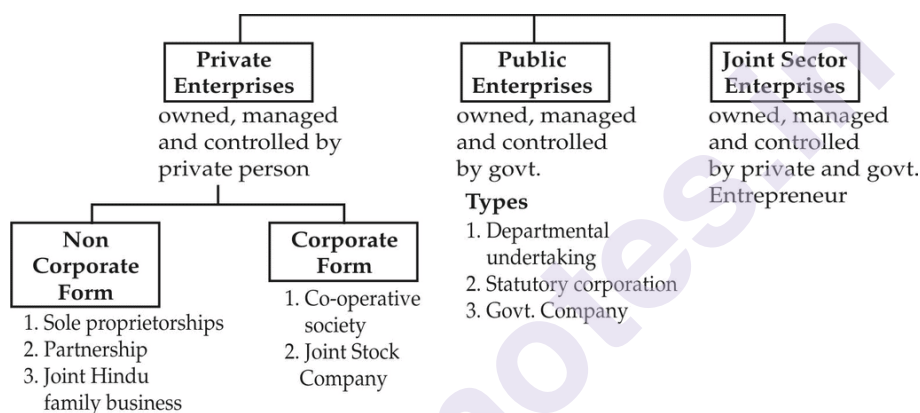 Private
Enterprises
owned, managed
and controlled by
private person
Non
Corporate
Form
1. Sole proprietorships
2. Partnership
3. Joint Hindu
family business
Corporate
Form
1. Co-operative
society
2. Joint Stock
Company
Public
Enterprises
owned, managed
and controlled
by govt.
Types
1. Departmental
undertaking
2. Statutory corporation
3. Govt. Company
Joint Sector
Enterprises
owned, managed
and controlled
by private and govt.
Entrepreneur
notes.in